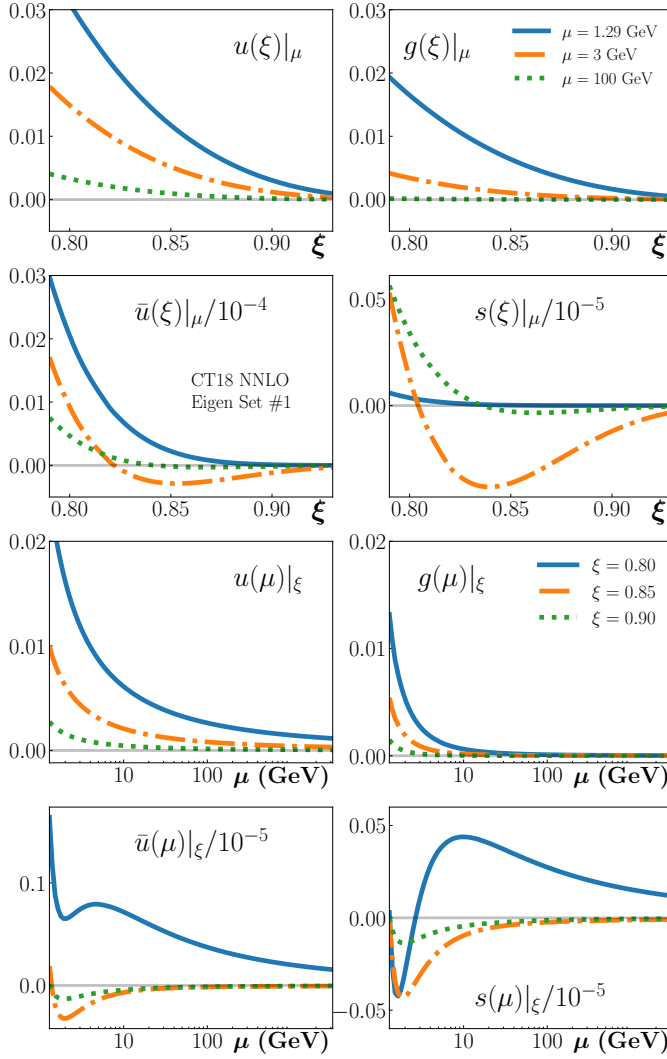 0.03
0.02
0.01
0.00
u(ξ)|μ
0.80
0.85
0.90
ξ
0.03
0.02
0.01
0.00
g(ξ)|μ
μ = 1.29 GeV
μ = 3 GeV
μ = 100 GeV
0.80
0.85
0.90
ξ
0.03
0.02
0.01
0.00
ū(ξ)|μ/10⁻⁴
CT18 NNLO
Eigen Set #1
0.80
0.85
0.90
ξ
0.05
0.00
s(ξ)|μ/10⁻⁵
0.80
0.85
0.90
ξ
0.02
0.01
0.00
u(μ)|ξ
10
100
μ (GeV)
0.02
0.01
0.00
g(μ)|ξ
ξ = 0.80
ξ = 0.85
ξ = 0.90
10
100
μ (GeV)
0.1
0.0
ū(μ)|ξ/10⁻⁵
10
100
μ (GeV)
0.05
0.00
−0.05
s(μ)|ξ/10⁻⁵
10
100
μ (GeV)